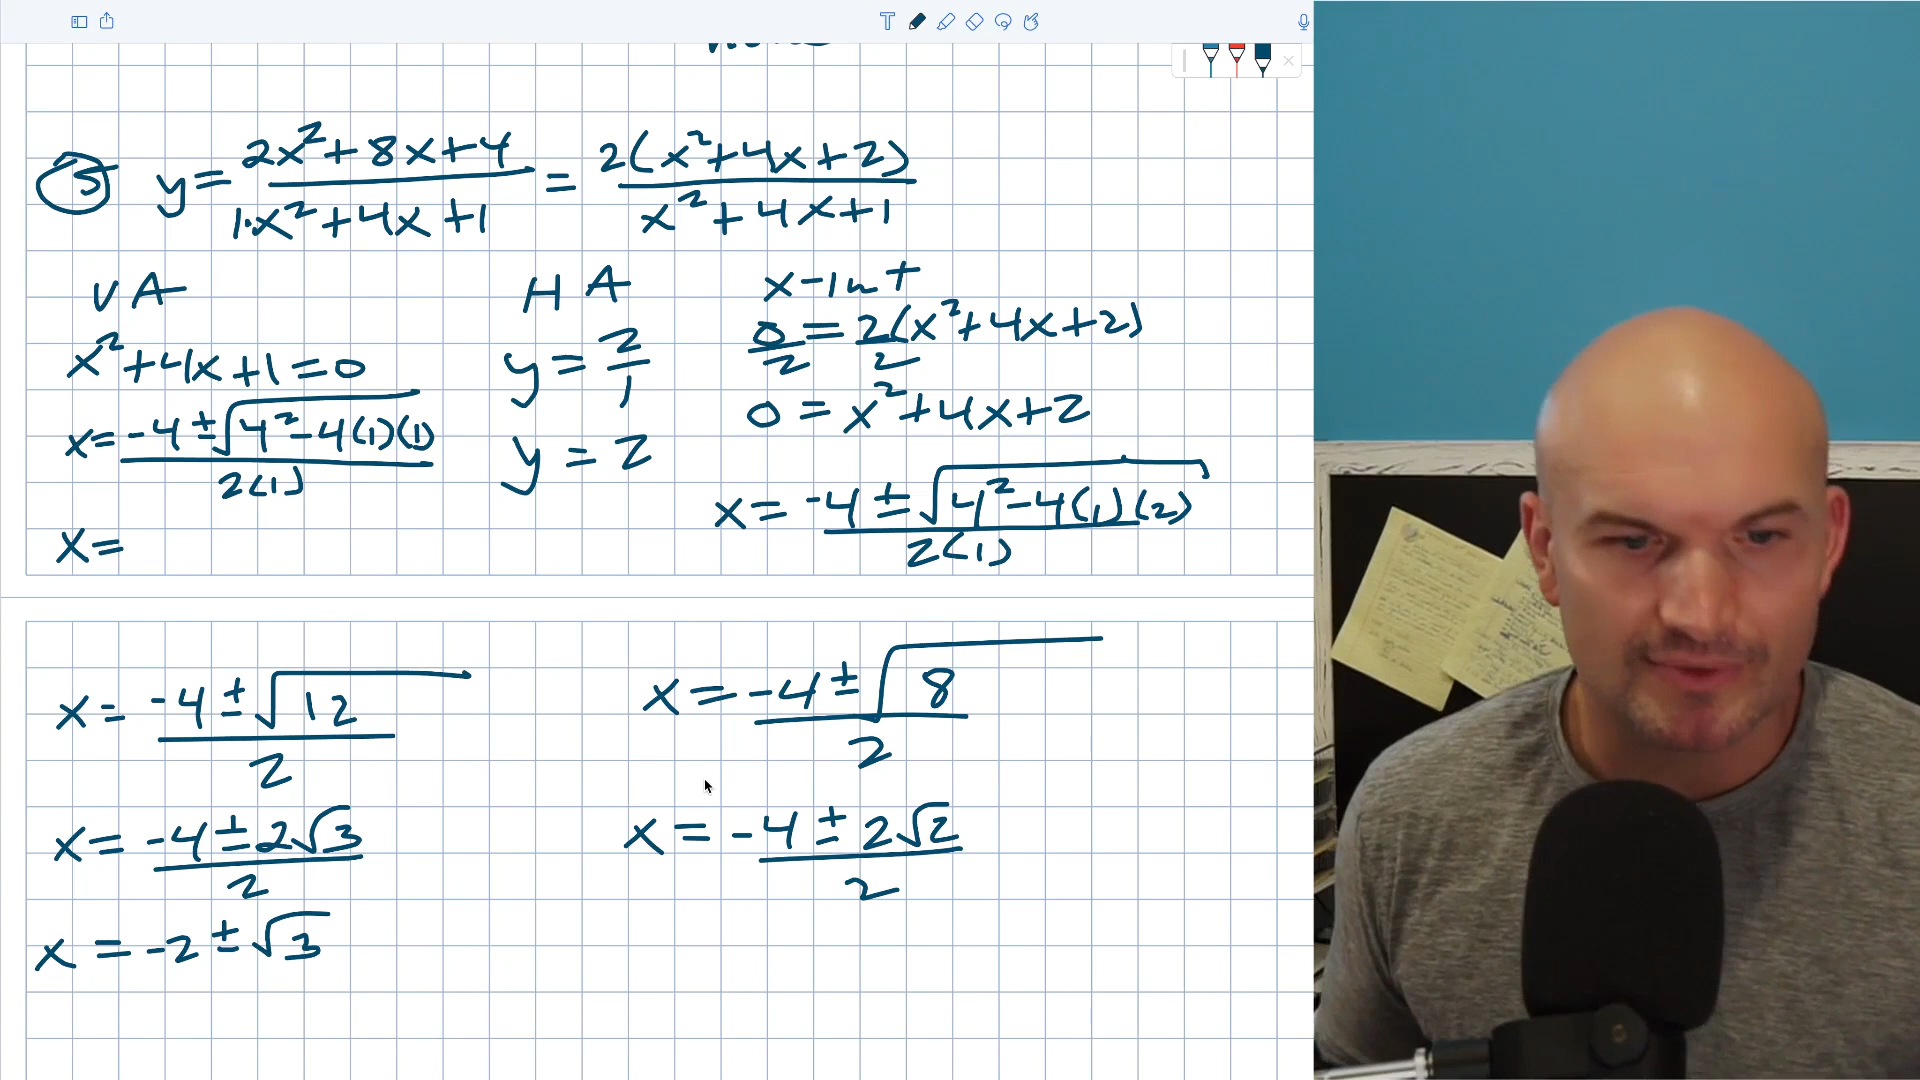 5 y = 2x²+8x+4 / 1·x²+4x+1 = 2(x²+4x+2) / x²+4x+1
VA
x²+4x+1=0
x= -4 ± √4²-4(1)(1) / 2(1)
x=
HA
y = 2/1
y = 2
x-int
0/2 = 2(x²+4x+2)/2
0 = x²+4x+2
x= -4 ± √4²-4(1)(2) / 2(1)
x= -4 ± √12 / 2
x= -4 ± 2√3 / 2
x = -2 ± √3
x= -4 ± √8 / 2
x = -4 ± 2√2 / 2